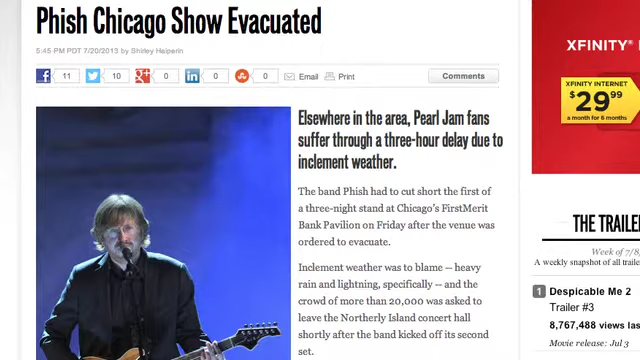 Phish Chicago Show Evacuated
5:45 PM PDT 7/20/2013 by Shirley Halperin
11
10
0
0
0
Email
Print
Comments
Elsewhere in the area, Pearl Jam fans
suffer through a three-hour delay due to
inclement weather.
The band Phish had to cut short the first of
a three-night stand at Chicago's FirstMerit
Bank Pavilion on Friday after the venue was
ordered to evacuate.
Inclement weather was to blame -- heavy
rain and lightning, specifically -- and the
crowd of more than 20,000 was asked to
leave the Northerly Island concert hall
shortly after the band kicked off its second
set.
XFINITY®
XFINITY INTERNET
$29.99
a month for 6 months
THE TRAILE
Week of 7/8/
A weekly snapshot of all traile
1 Despicable Me 2
Trailer #3
8,767,488 views las
Movie release: Jul 3